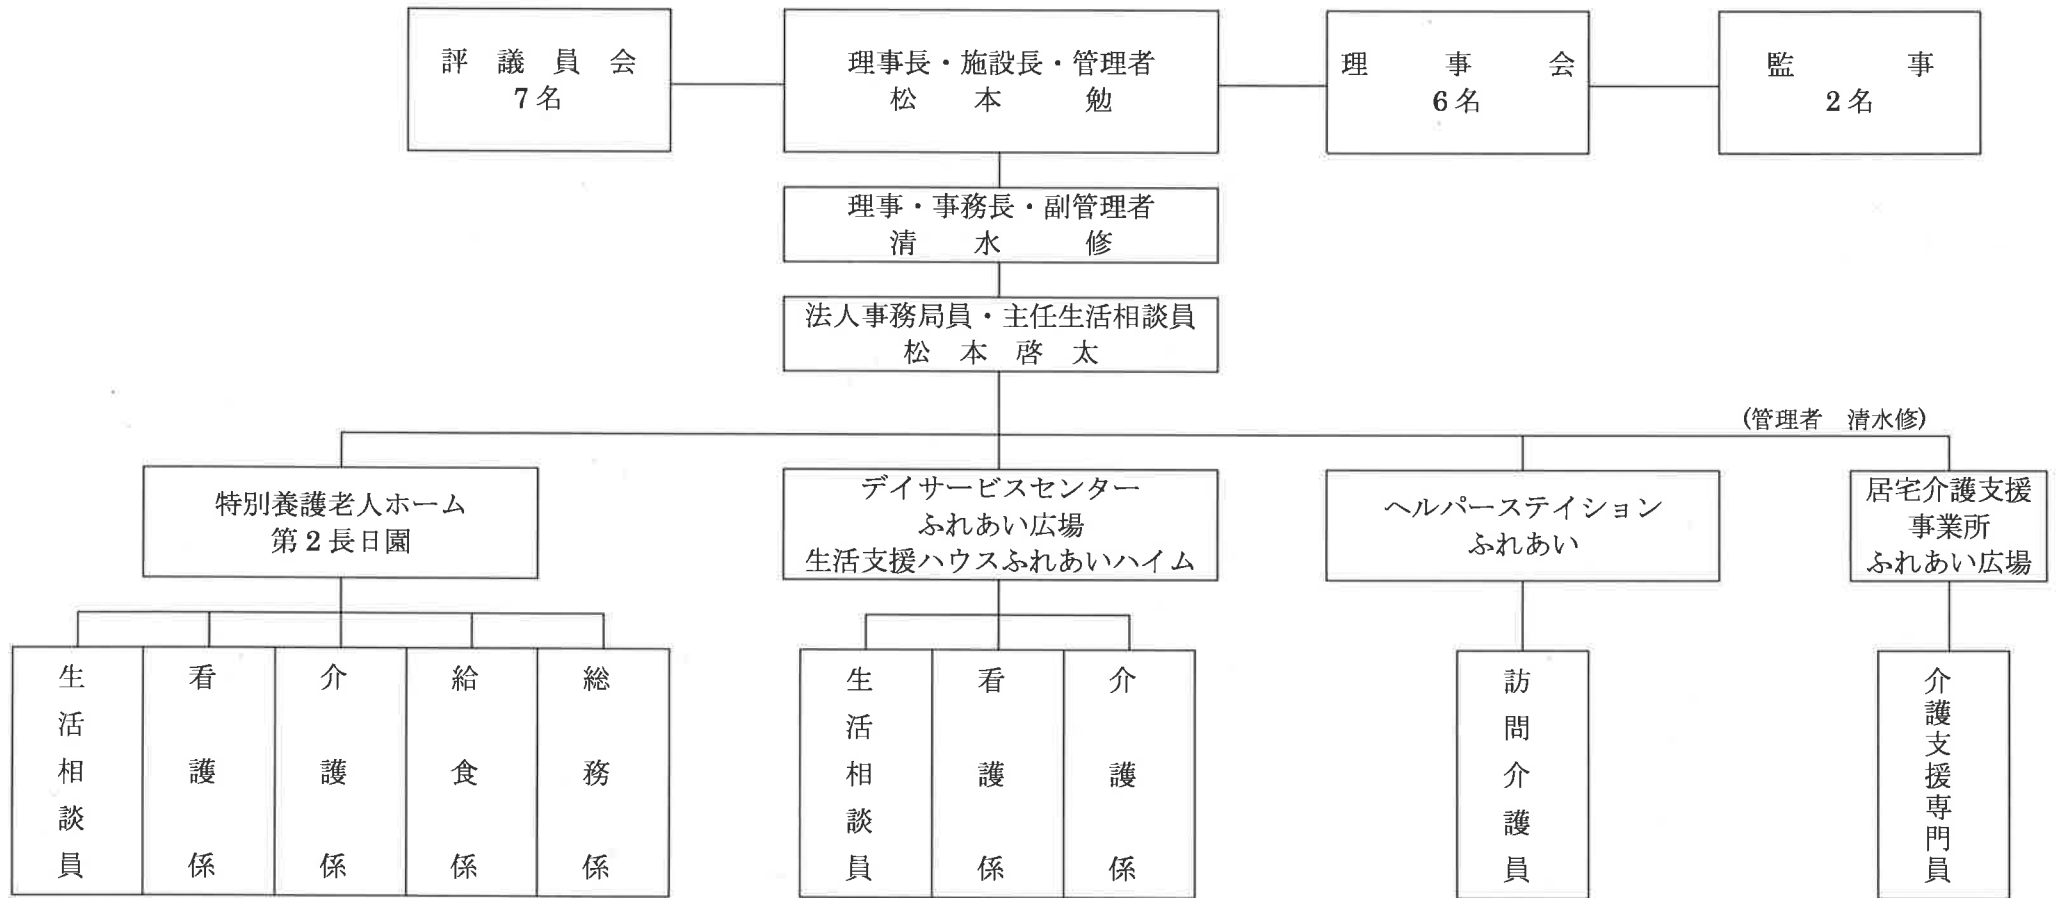 評議員会
7名
理事長・施設長・管理者
松本 勉
理事会
6名
監事
2名
理事・事務長・副管理者
清水 修
法人事務局員・主任生活相談員
松本啓太
(管理者 清水修)
特別養護老人ホーム
第2長日園
デイサービスセンター
ふれあい広場
生活支援ハウスふれあいハイム
ヘルパーステイション
ふれあい
居宅介護支援
事業所
ふれあい広場
生活相談員
看護係
介護係
給食係
総務係
生活相談員
看護係
介護係
訪問介護員
介護支援専門員